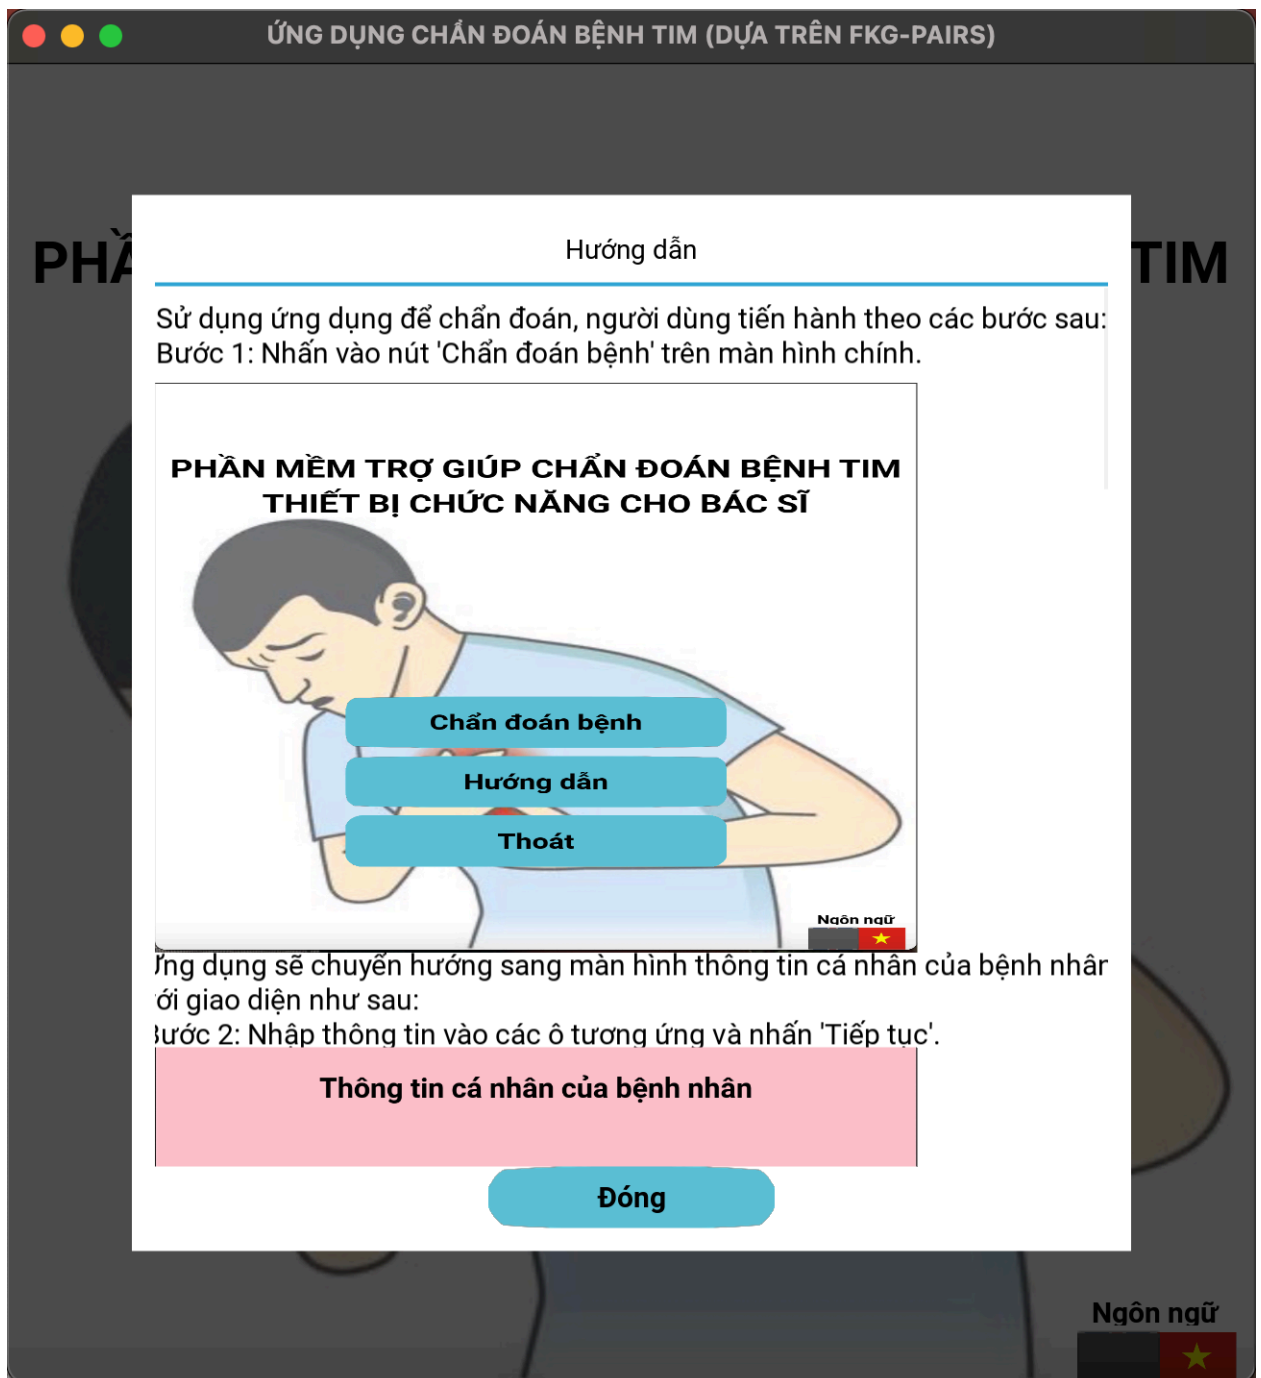 ỨNG DỤNG CHẨN ĐOÁN BỆNH TIM (DỰA TRÊN FKG-PAIRS)
TIM
Hướng dẫn
Sử dụng ứng dụng để chẩn đoán, người dùng tiến hành theo các bước sau:
Bước 1: Nhấn vào nút 'Chẩn đoán bệnh' trên màn hình chính.
PHẦN MỀM TRỢ GIÚP CHẨN ĐOÁN BỆNH TIM
THIẾT BỊ CHỨC NĂNG CHO BÁC SĨ
Chẩn đoán bệnh
Hướng dẫn
Thoát
Ngôn ngữ
dụng sẽ chuyển hướng sang màn hình thông tin cá nhân của bệnh
giao diện như sau:
2: Nhập thông tin vào các ô tương ứng và nhấn 'Tiếp tục'.
Thông tin cá nhân của bệnh nhân
Đóng
Ngôn ngữ